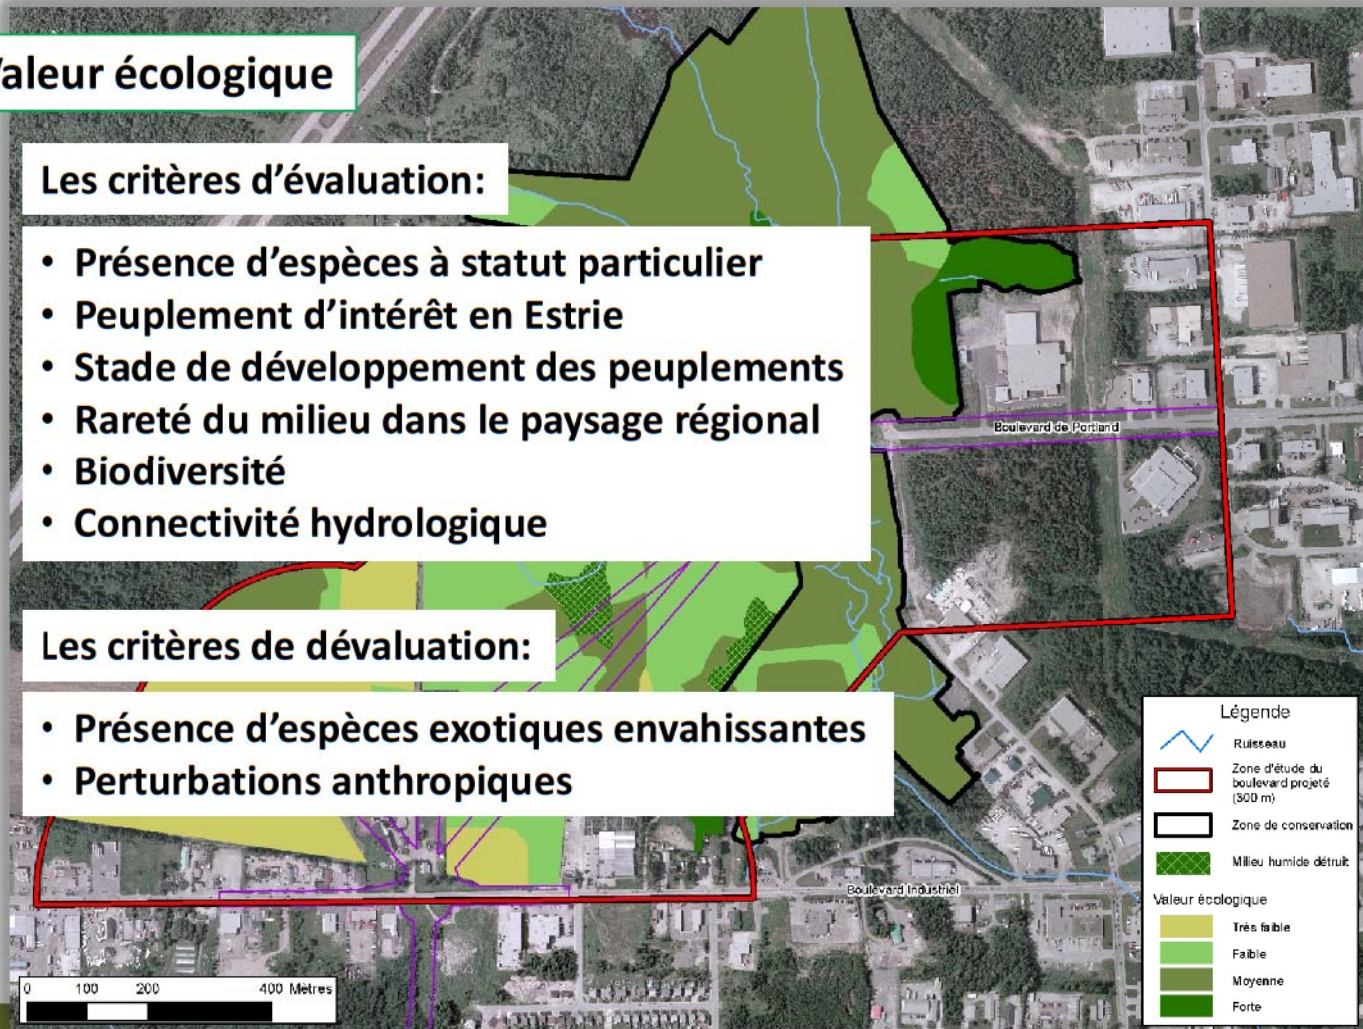 Valeur écologique
Les critères d'évaluation:
• Présence d'espèces à statut particulier
• Peuplement d'intérêt en Estrie
• Stade de développement des peuplements
• Rareté du milieu dans le paysage régional
• Biodiversité
• Connectivité hydrologique
Boulevard de Portland
Les critères de dévaluation:
• Présence d'espèces exotiques envahissantes
• Perturbations anthropiques
Boulevard Industriel
Légende
Ruisseau
Zone d'étude du
boulevard projeté
(300 m)
Zone de conservation
Milieu humide détruit
Valeur écologique
Très faible
Faible
Moyenne
Forte
0 100 200 400 Mètres